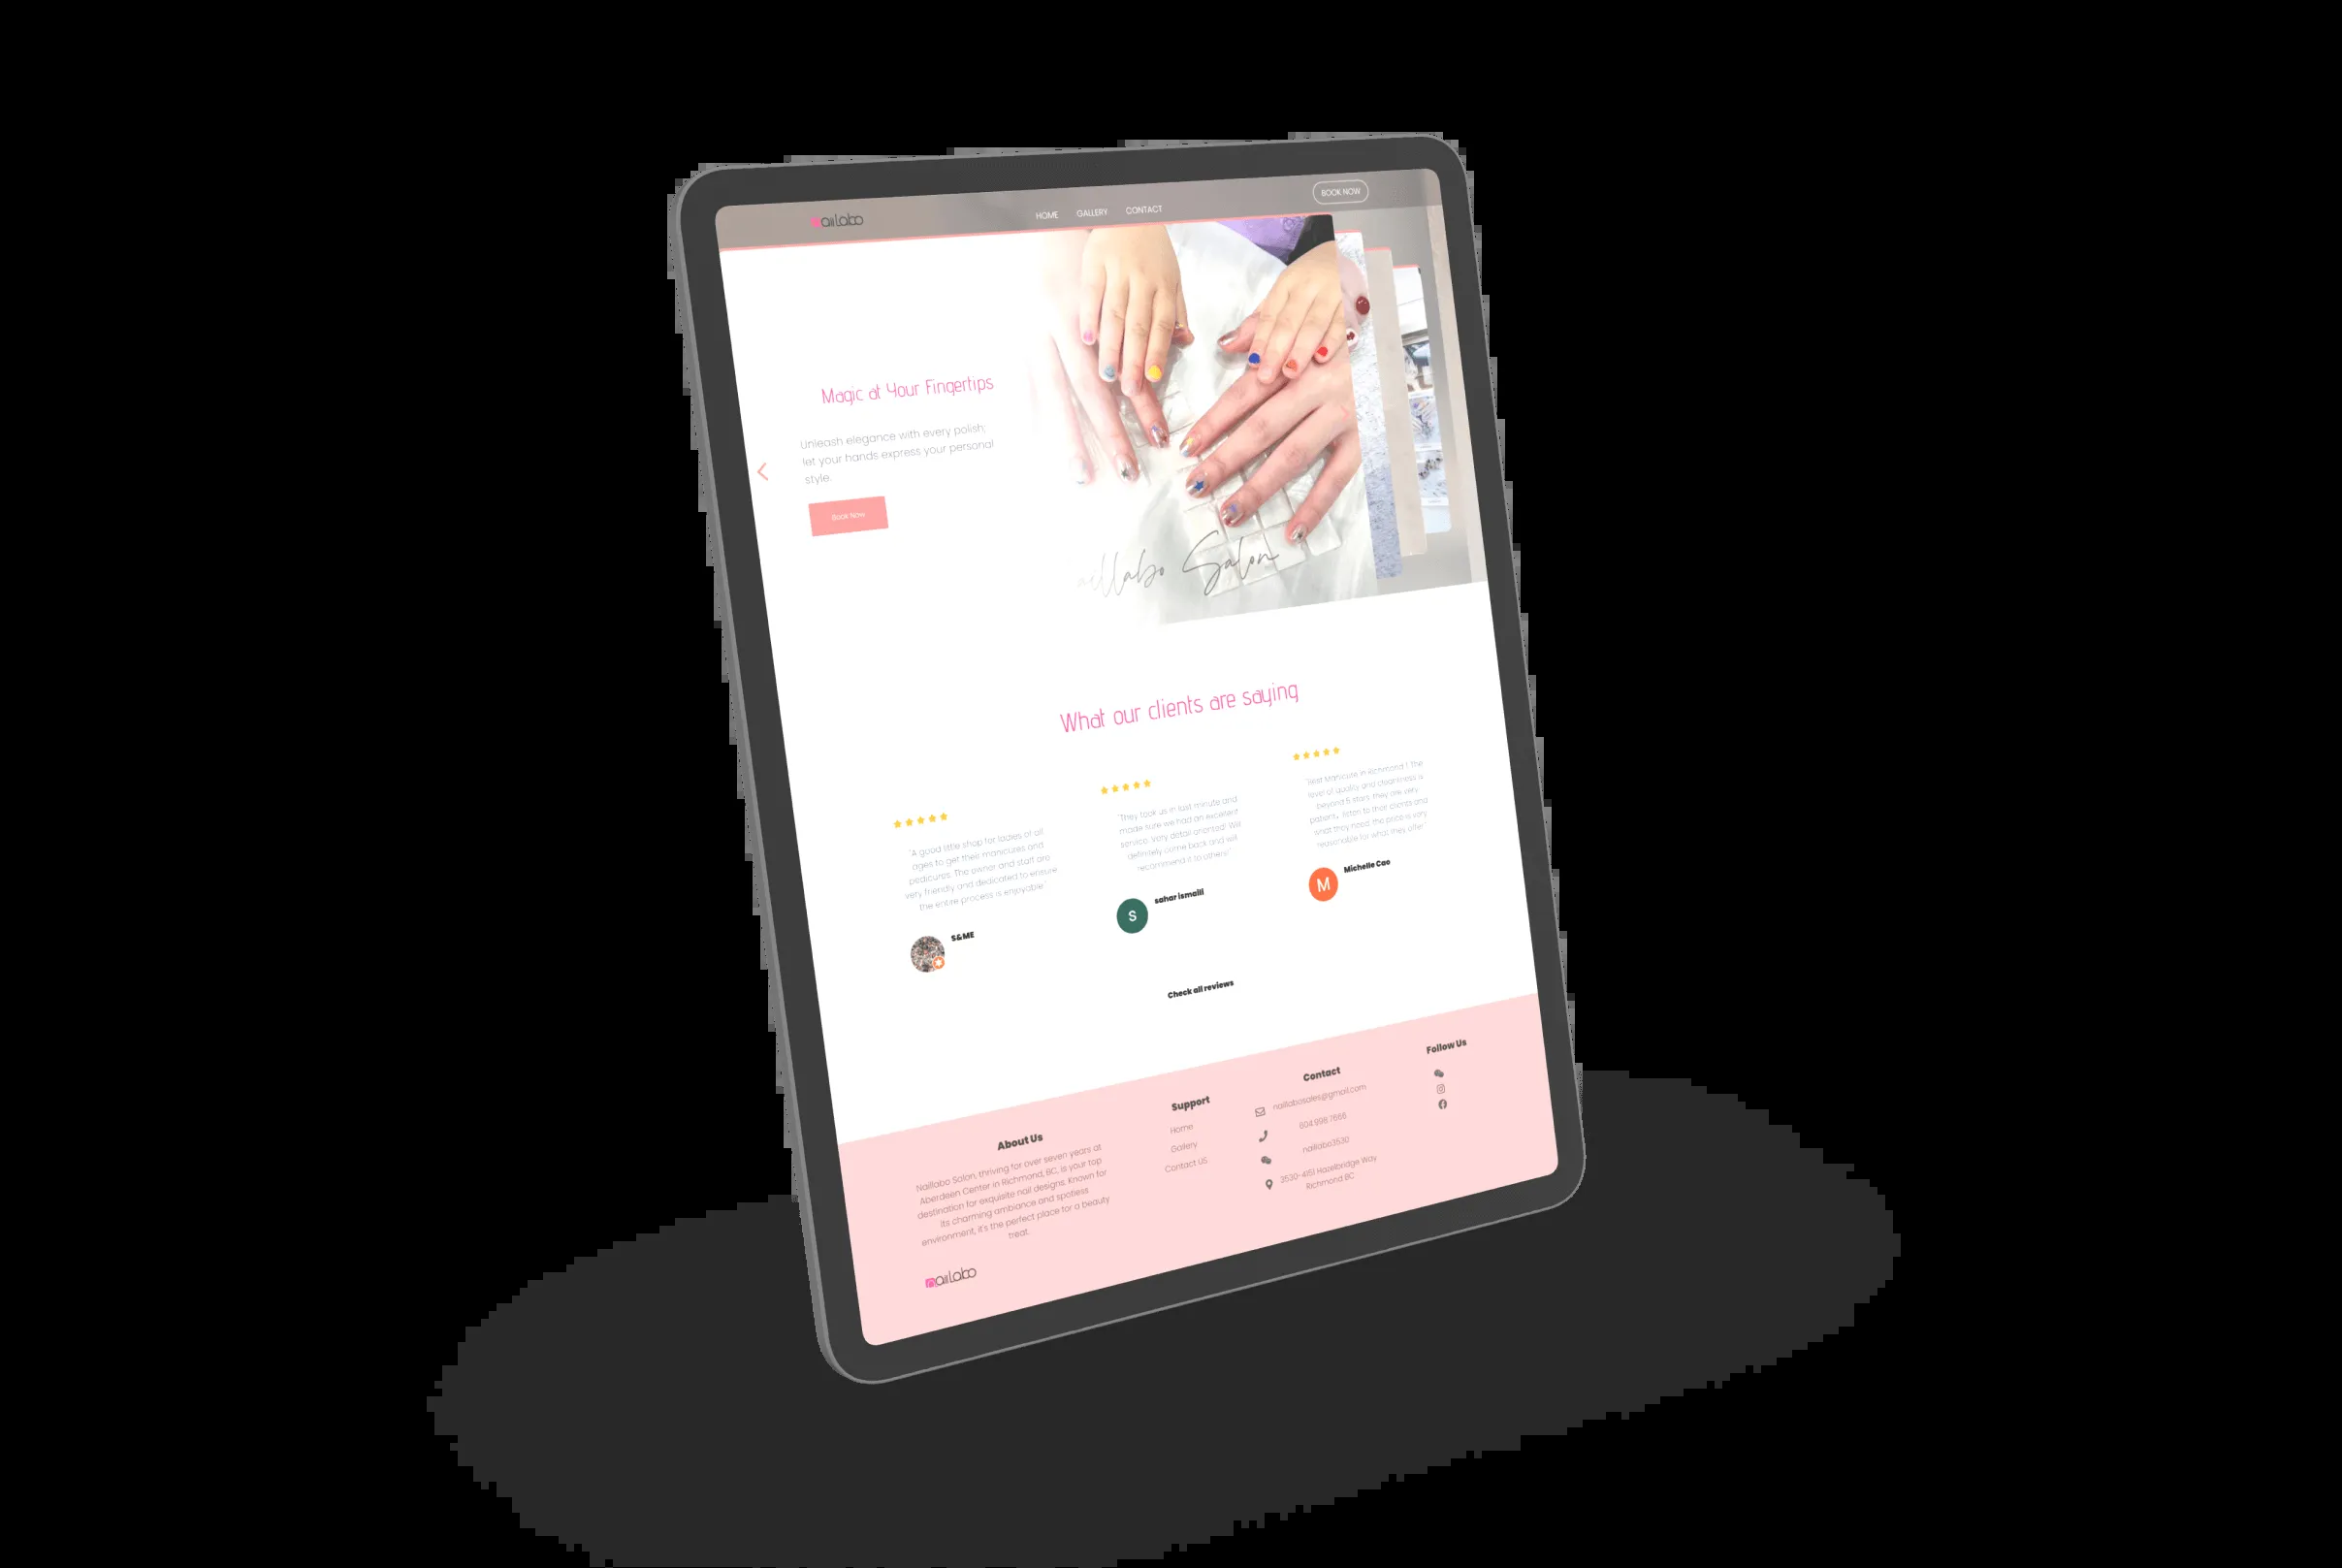 nailLabo
HOME
GALLERY
CONTACT
BOOK NOW
Magic at Your Fingertips
Unleash elegance with every polish;
let your hands express your personal
style.
Book Now
aillabo Salon
What our clients are saying
"A good little shop for ladies of all
ages to get their manicures and
pedicures. The owner and staff are
very friendly and dedicated to ensure
the entire process is enjoyable"
S&ME
"They took us in last minute and
made sure we had an excellent
service. Very detail oriented! We
definitely come back and will
recommend it to others!"
S
sahar ismaili
"Best Manicure in Richmond ! The
level of quality and cleanliness is
beyond 5 stars. they are very
patient, listen to their clients and
what they need. the price is very
reasonable for what they offer"
M
Michelle Cao
Check all reviews
About Us
Naillabo Salon, thriving for over seven years at
Aberdeen Center in Richmond, BC, is your top
destination for exquisite nail designs. Known for
its charming ambiance and spotless
environment, it's the perfect place for a beauty
treat.
nailLabo
Support
Home
Gallery
Contact US
Contact
naillabosales@gmail.com
604.998.7666
naillabo3530
3530-4151 Hazelbridge Way
Richmond BC
Follow Us